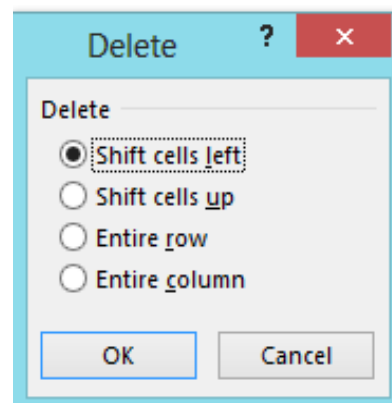 Delete ? ×
Delete
Shift cells left
Shift cells up
Entire row
Entire column
OK Cancel